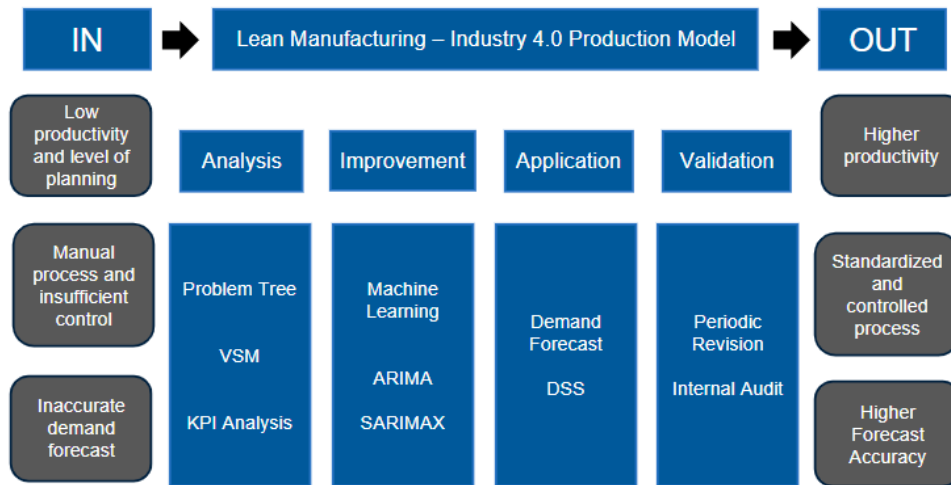 IN
Lean Manufacturing – Industry 4.0 Production Model
OUT
Low
productivity
and level of
planning
Analysis
Improvement
Application
Validation
Higher
productivity
Manual
process and
insufficient
control
Problem Tree
VSM
KPI Analysis
Machine
Learning
ARIMA
SARIMAX
Demand
Forecast
DSS
Periodic
Revision
Internal Audit
Standardized
and
controlled
process
Inaccurate
demand
forecast
Higher
Forecast
Accuracy